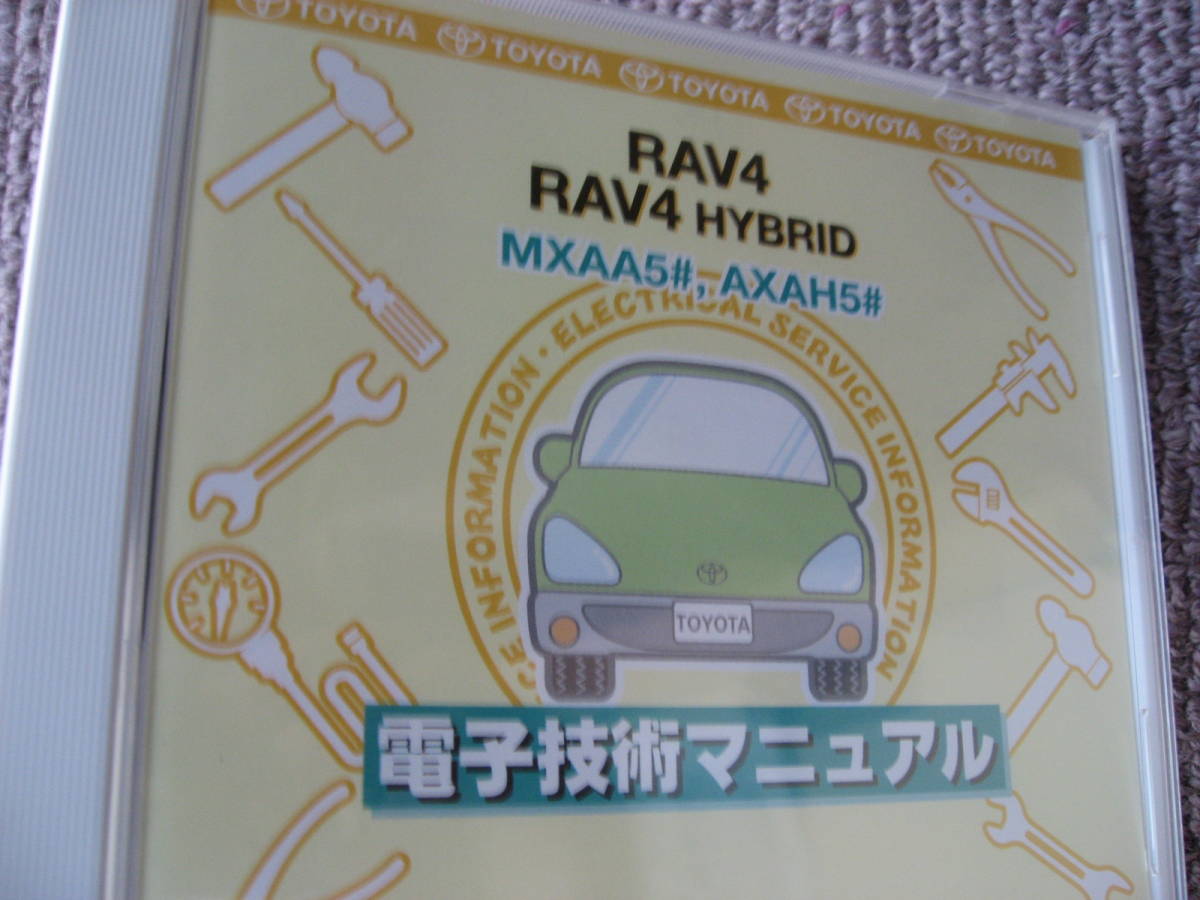 TOYOTA TOYOTA TOYOTA TOYOTA TOYOTA
RAV4
RAV4 HYBRID
MXAA5#, AXAH5#
INFORMATION・ELECTRICAL SERVICE INFORMATION
TOYOTA
電子技術マニュアル